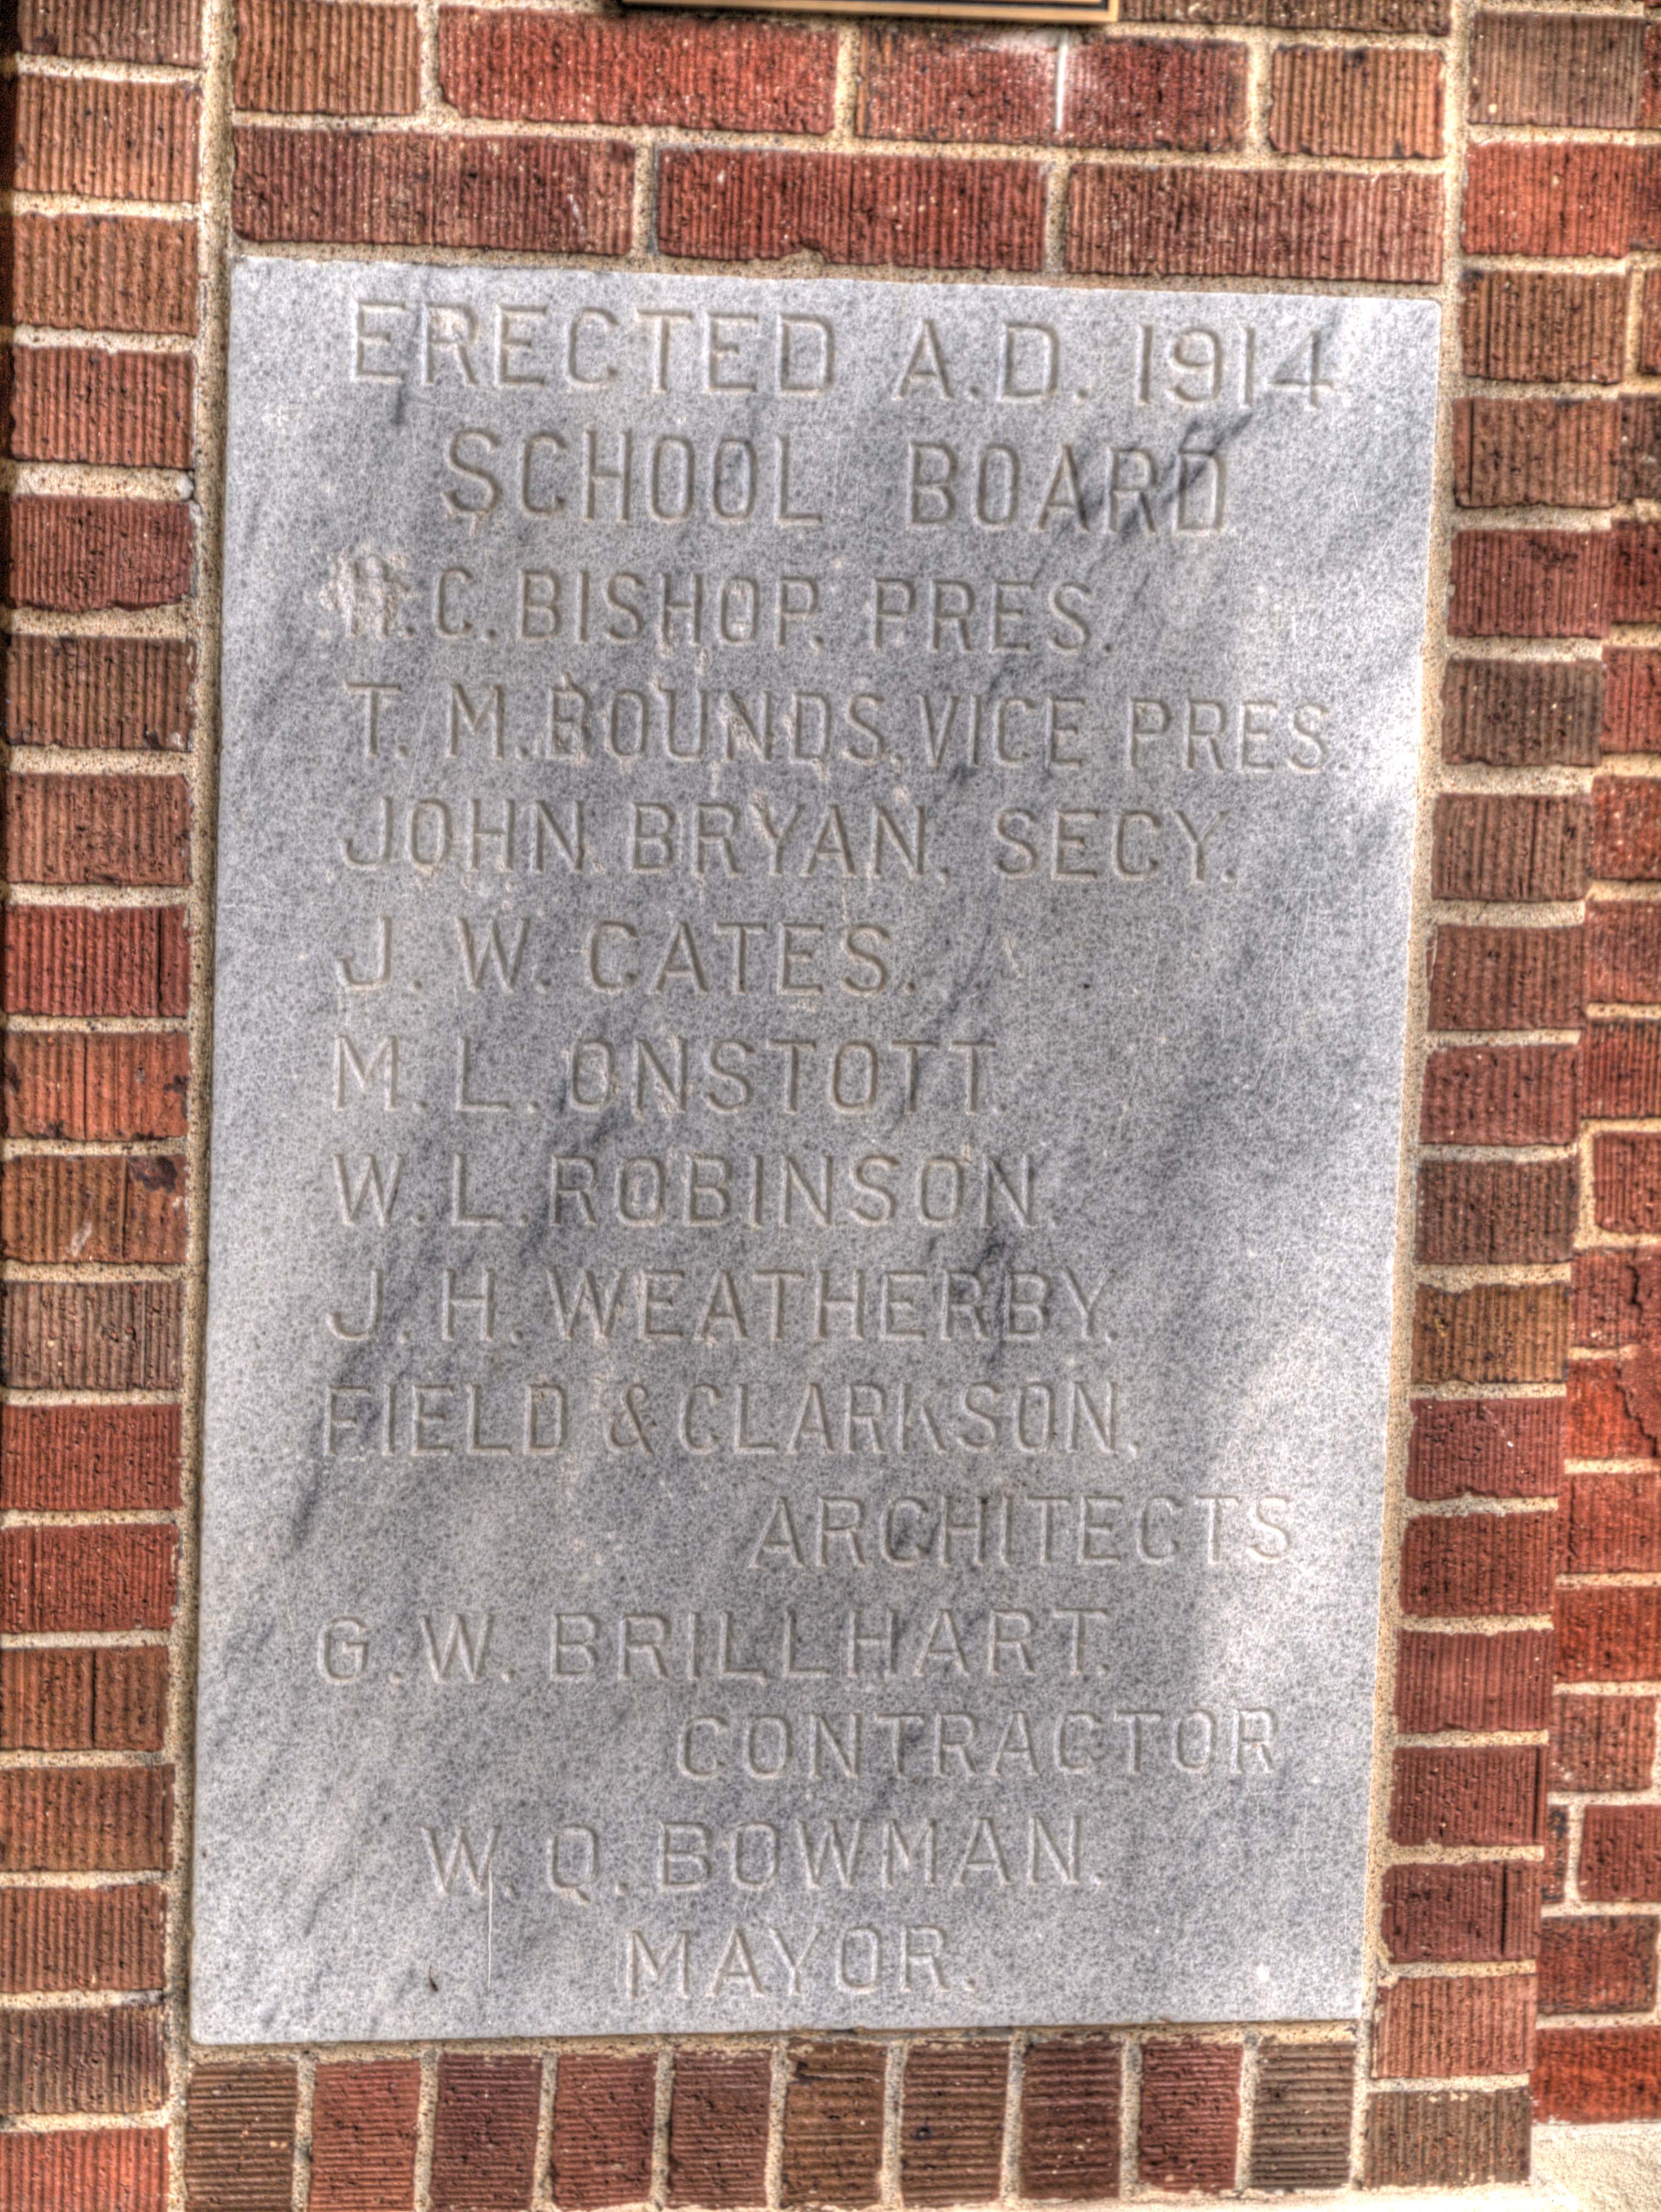 ERECTED A.D. 1914
SCHOOL BOARD
H.C. BISHOP. PRES.
T. M. BOUNDS. VICE PRES.
JOHN. BRYAN, SECY.
J. W. CATES.
M. L. ONSTOTT.
W. L. ROBINSON.
J. H. WEATHERBY.
FIELD & CLARKSON,
ARCHITECTS
G. W. BRILLHART.
CONTRACTOR
W. Q. BOWMAN.
MAYOR.